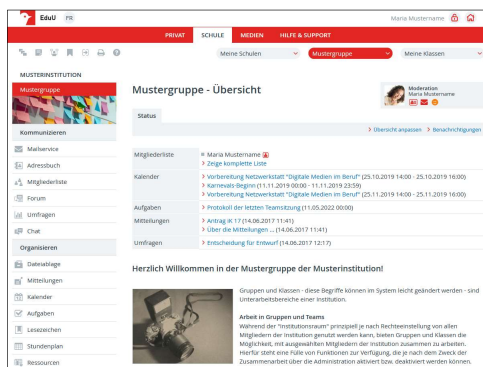 EduU FR Maria Mustername
PRIVAT SCHULE MEDIEN HILFE & SUPPORT
Meine Schulen Mustergruppe Meine Klassen
MUSTERINSTITUTION
Mustergruppe
Kommunizieren
Mailservice
Adressbuch
Mitgliederliste
Forum
Umfragen
Chat
Organisieren
Dateiablage
Mitteilungen
Kalender
Aufgaben
Lesezeichen
Stundenplan
Ressourcen
Mustergruppe - Übersicht
Moderation
Maria Mustername
Status
Übersicht anpassen Benachrichtigungen
Mitgliederliste Maria Mustername
Zeige komplette Liste
Kalender Vorbereitung Netzwerkstatt "Digitale Medien im Beruf" (25.10.2019 14:00 - 25.10.2019 16:00)
Karnevals-Beginn (11.11.2019 00:00 - 11.11.2019 23:59)
Vorbereitung Netzwerkstatt "Digitale Medien im Beruf" (25.11.2019 14:00 - 25.11.2019 16:00)
Aufgaben Protokoll der letzten Teamsitzung (11.05.2022 00:00)
Mitteilungen Antrag IK 17 (14.06.2017 11:41)
Über die Mitteilungen ... (14.06.2017 11:41)
Umfragen Entscheidung für Entwurf (14.06.2017 12:17)
Herzlich Willkommen in der Mustergruppe der Musterinstitution!
Gruppen und Klassen - diese Begriffe können im System leicht geändert werden - sind
Unterarbeitsbereiche einer Institution.
Arbeit in Gruppen und Teams
Während der "Institutionsraum" prinzipiell je nach Rechteeinstellung von allen
Mitgliedern der Institution genutzt werden kann, bieten Gruppen und Klassen die
Möglichkeit, mit ausgewählten Mitgliedern der Institution zusammen zu arbeiten.
Hierfür steht eine Fülle von Funktionen zur Verfügung, die je nach dem Zweck der
Zusammenarbeit über die Administration aktiviert bzw. deaktiviert werden können.